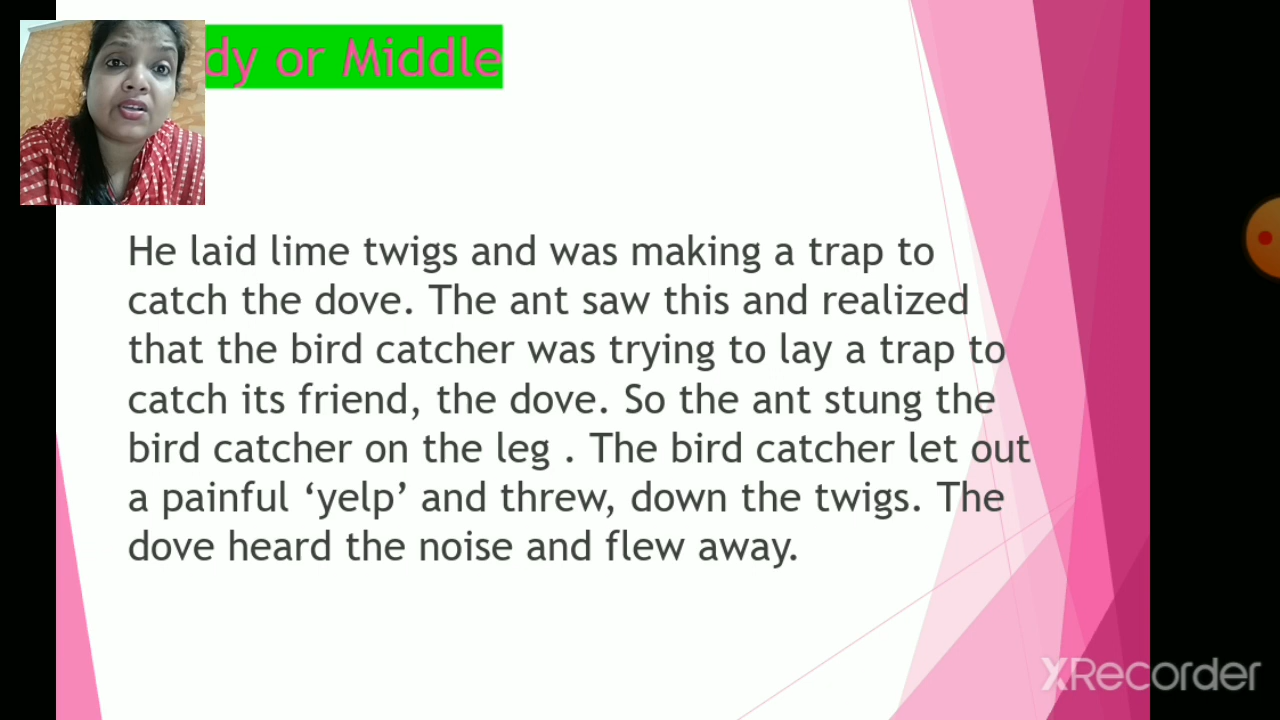 dy or Middle
He laid lime twigs and was making a trap to
catch the dove. The ant saw this and realized
that the bird catcher was trying to lay a trap to
catch its friend, the dove. So the ant stung the
bird catcher on the leg . The bird catcher let out
a painful ‘yelp’ and threw, down the twigs. The
dove heard the noise and flew away.
XRecorder